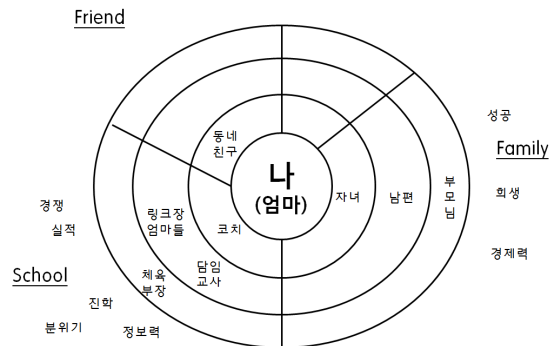 Friend
성공
동네
친구
Family
나
(엄마)
자녀
남편
부
모
님
희생
경쟁
실적
링크장
엄마들
코치
School
체육
부장
담임
교사
경제력
진학
분위기
정보력